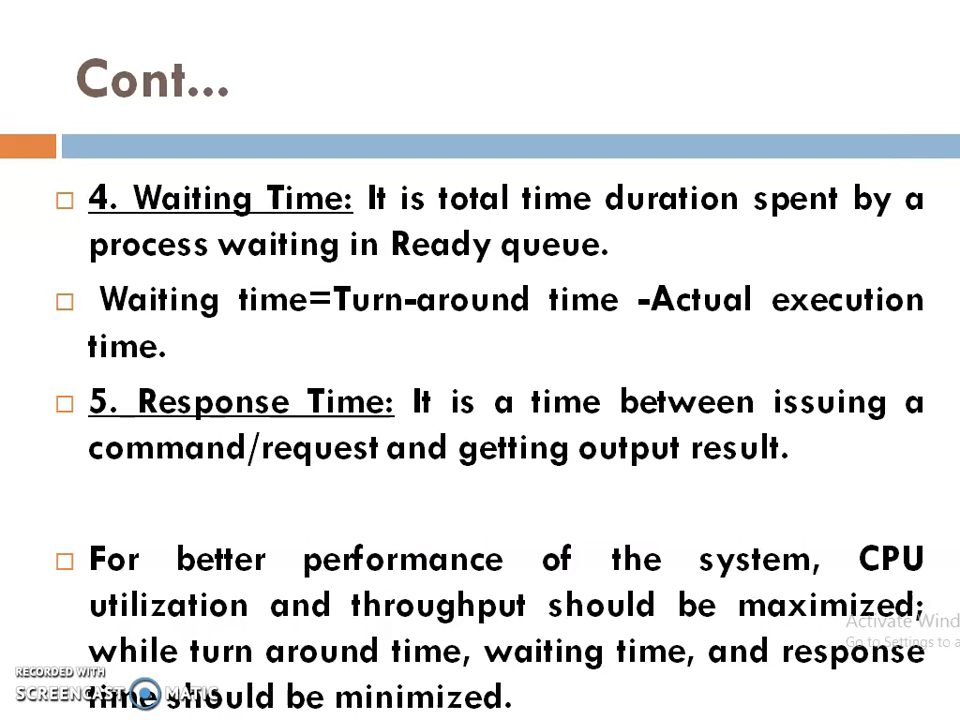 Cont...
4. Waiting Time: It is total time duration spent by a
process waiting in Ready queue.
Waiting time=Turn-around time -Actual execution
time.
5. Response Time: It is a time between issuing a
command/request and getting output result.
For better performance of the system, CPU
utilization and throughput should be maximized;
Activate Wind
while turn around time, waiting time, and response
Go to Settings to a
RECORDED WITH
SCREENCAST MATIC
time should be minimized.